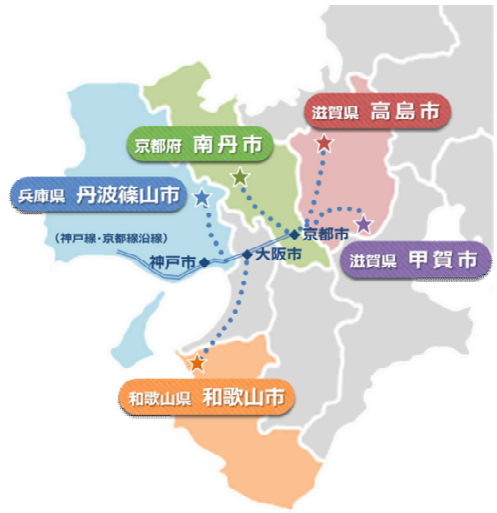 滋賀県 高島市
京都府 南丹市
兵庫県 丹波篠山市
京都市
(神戸線・京都線沿線)
大阪市
神戸市
滋賀県 甲賀市
和歌山県 和歌山市